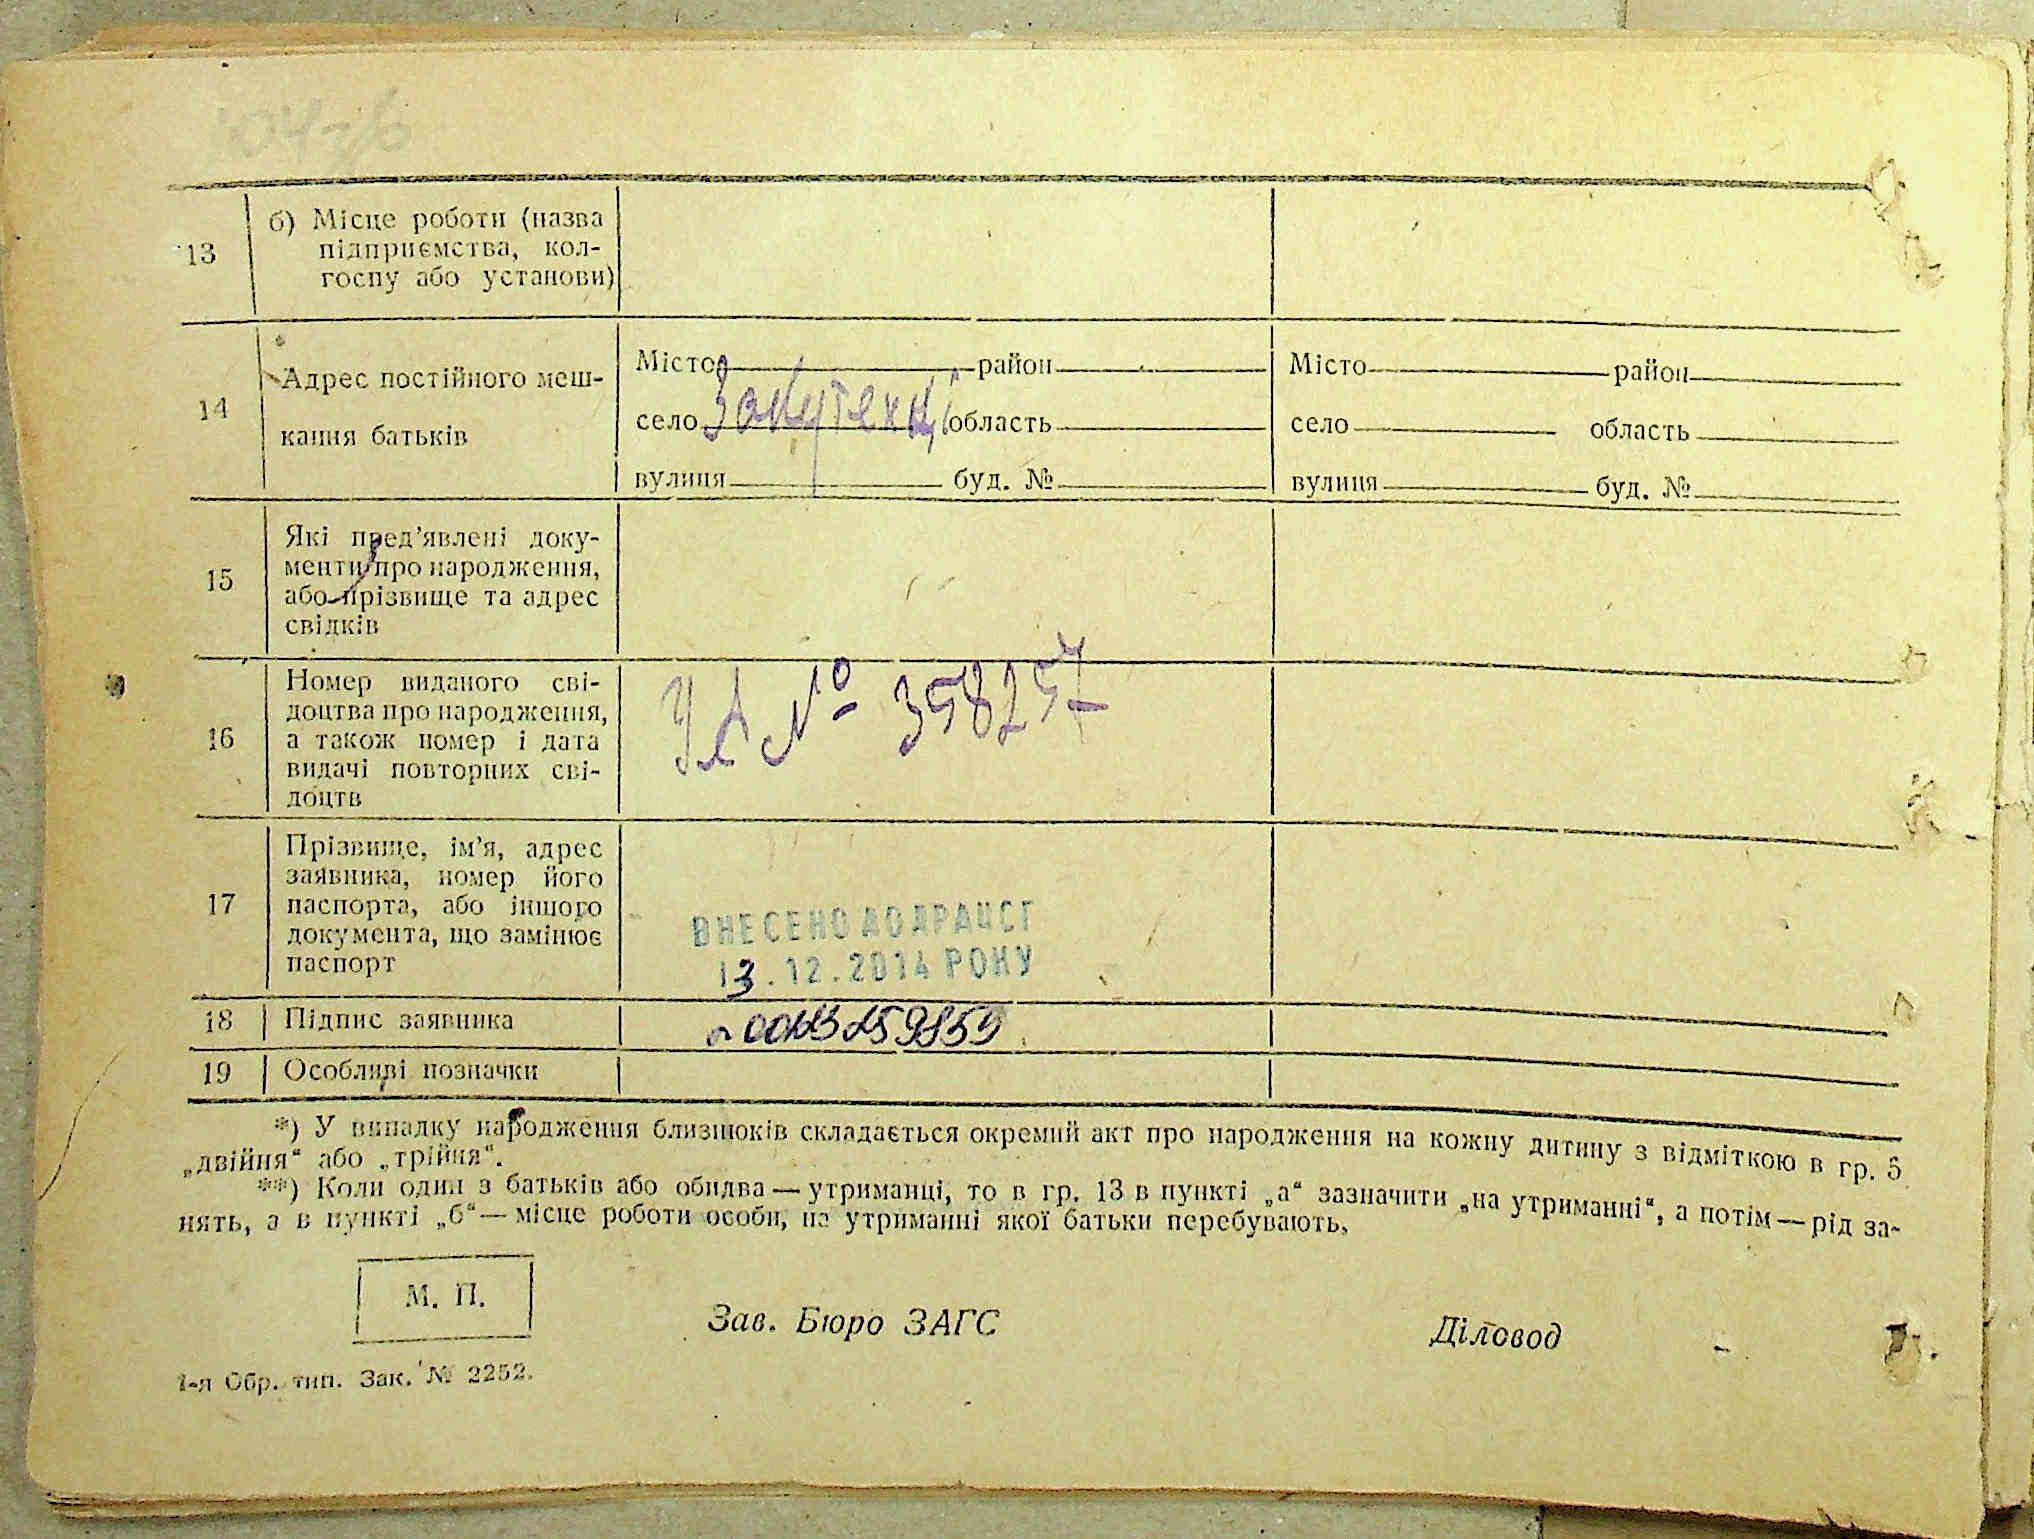 104зв
13
б) Місце роботи (назва
підприємства, кол-
госпу або установи)
14
Адрес постійного меш-
кання батьків
Місто район
село Закутенці область
вулиця буд. №
Місто район
село область
вулиця буд. №
15
Які пред'явлені доку-
менти про народження,
або прізвище та адрес
свідків
16
Номер виданого сві-
доцтва про народження,
а також номер і дата
видачі повторних сві-
доцтв
УА № 358257
17
Прізвище, ім'я, адрес
заявника, номер його
паспорта, або іншого
документа, що замінює
паспорт
ВНЕСЕНО ДО ДРАЦСГ
13.12.2014 РОКУ
18
Підпис заявника
19
Особливі позначки
*) У випадку народження близнюків складається окремий акт про народження на кожну дитину з відміткою в гр. 5
„двійня“ або „трійня“.
**) Коли один з батьків або обидва — утриманці, то в гр. 13 в пункті „а“ зазначити „на утриманні“, а потім — рід за-
нять, а в пункті „б“ — місце роботи особи, на утриманні якої батьки перебувають,
М. П.
Зав. Бюро ЗАГС
Діловод
1-я Обр. тип. Зак. № 2252.